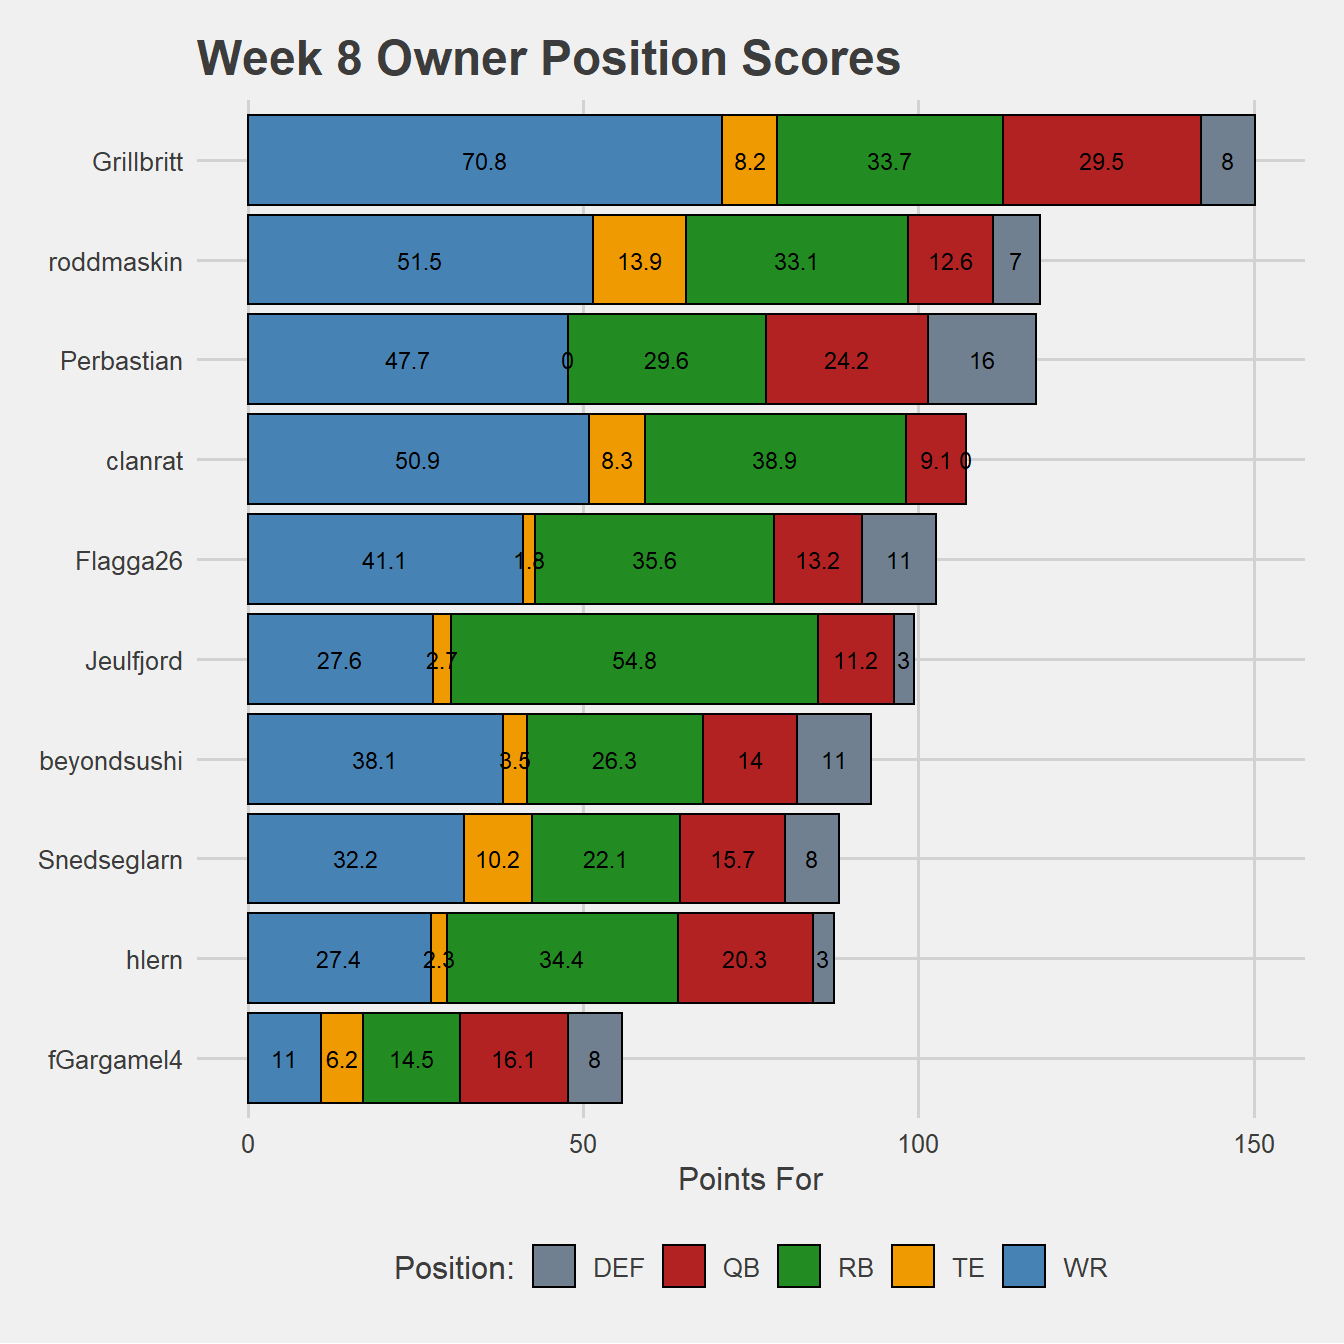 Week 8 Owner Position Scores
Grillbritt 70.8 8.2 33.7 29.5 8
roddmaskin 51.5 13.9 33.1 12.6 7
Perbastian 47.7 0 29.6 24.2 16
clanrat 50.9 8.3 38.9 9.1 0
Flagga26 41.1 1.8 35.6 13.2 11
Jeulfjord 27.6 2.7 54.8 11.2 3
beyondsushi 38.1 3.5 26.3 14 11
Snedseglarn 32.2 10.2 22.1 15.7 8
hlern 27.4 2.3 34.4 20.3 3
fGargamel4 11 6.2 14.5 16.1 8
0 50 100 150
Points For
Position: DEF QB RB TE WR